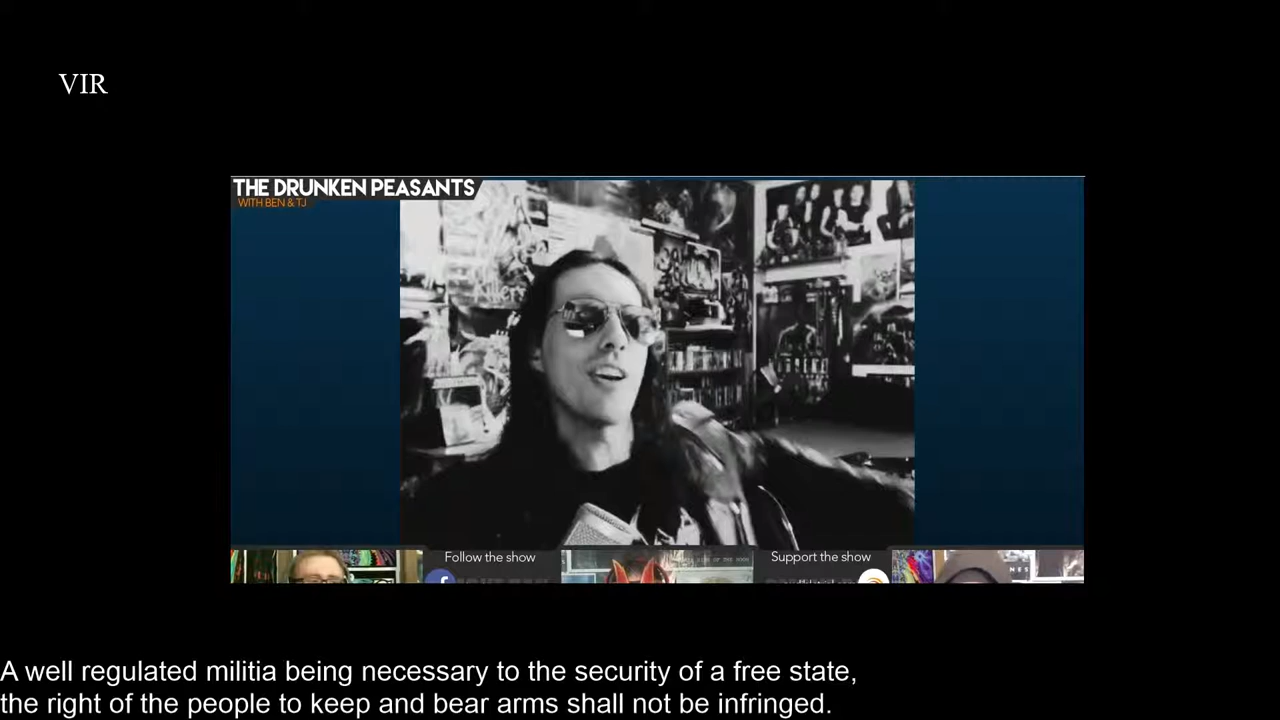 VIR
THE DRUNKEN PEASANTS
WITH BEN & TJ
Killers
Follow the show
Support the show
A well regulated militia being necessary to the security of a free state,
the right of the people to keep and bear arms shall not be infringed.